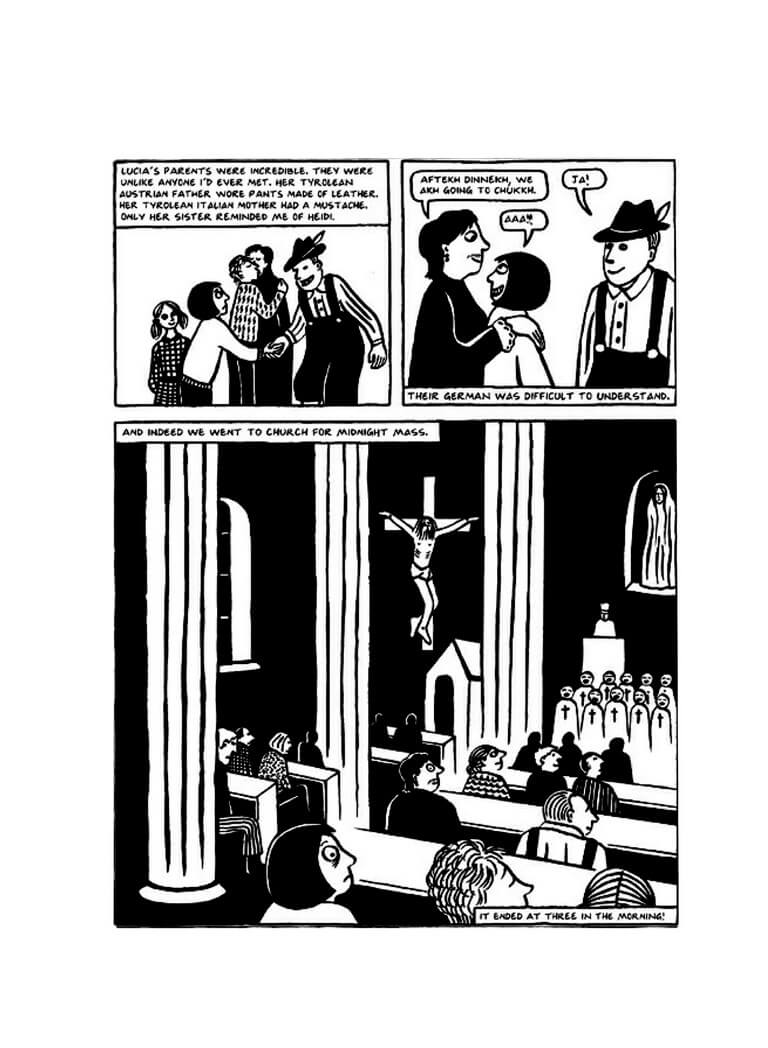 LUCIA'S PARENTS WERE INCREDIBLE. THEY WERE
UNLIKE ANYONE I'D EVER MET. HER TYROLEAN
AUSTRIAN FATHER WORE PANTS MADE OF LEATHER.
HER TYROLEAN ITALIAN MOTHER HAD A MUSTACHE.
ONLY HER SISTER REMINDED ME OF HEIDI.
AFTEKH DINNEKH, WE
AKH GOING TO CHÜKKH.
AAA!!
JA!
THEIR GERMAN WAS DIFFICULT TO UNDERSTAND.
AND INDEED WE WENT TO CHURCH FOR MIDNIGHT MASS.
IT ENDED AT THREE IN THE MORNING!